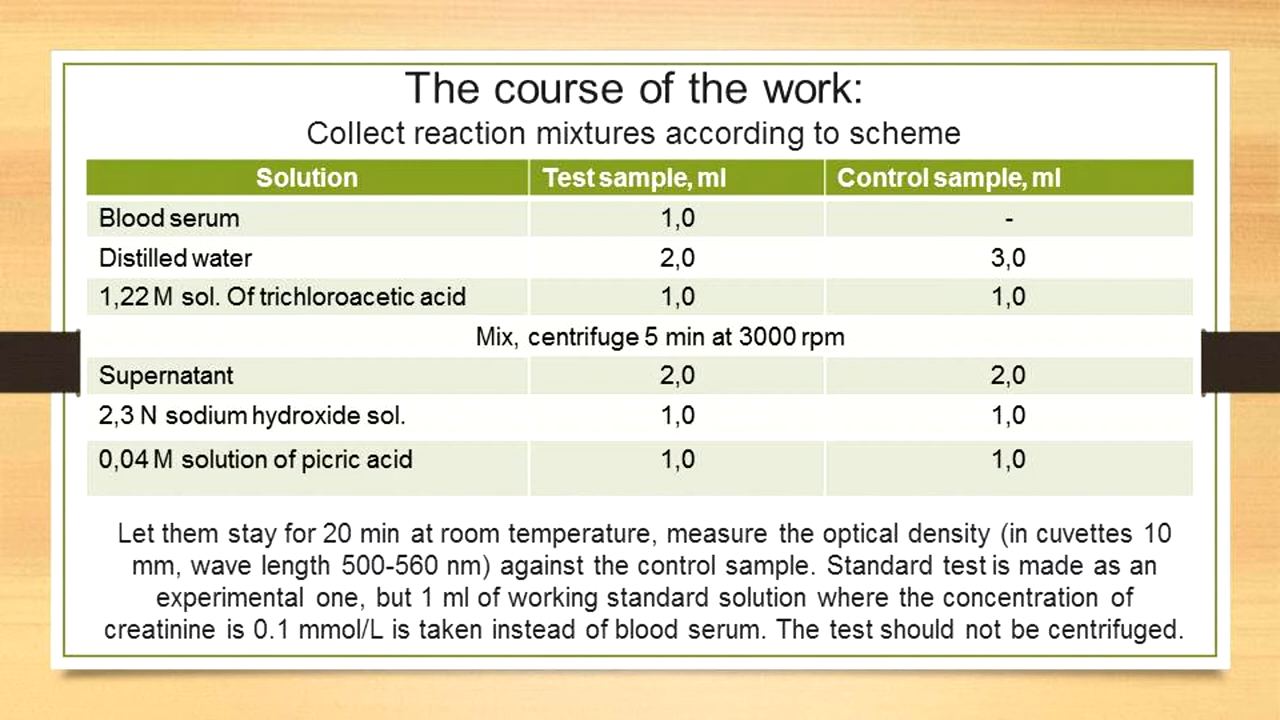 The course of the work:
Collect reaction mixtures according to scheme
Solution Test sample, ml Control sample, ml
Blood serum 1,0 -
Distilled water 2,0 3,0
1,22 M sol. Of trichloroacetic acid 1,0 1,0
Mix, centrifuge 5 min at 3000 rpm
Supernatant 2,0 2,0
2,3 N sodium hydroxide sol. 1,0 1,0
0,04 M solution of picric acid 1,0 1,0
Let them stay for 20 min at room temperature, measure the optical density (in cuvettes 10
mm, wave length 500-560 nm) against the control sample. Standard test is made as an
experimental one, but 1 ml of working standard solution where the concentration of
creatinine is 0.1 mmol/L is taken instead of blood serum. The test should not be centrifuged.